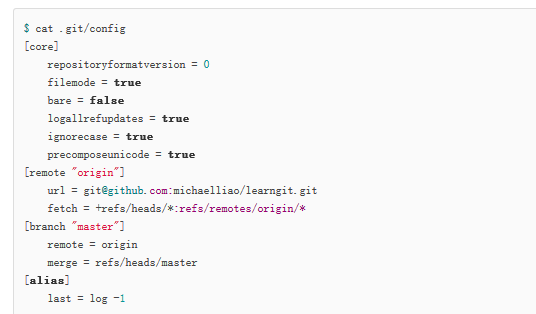 $ cat .git/config
[core]
repositoryformatversion = 0
filemode = true
bare = false
logallrefupdates = true
ignorecase = true
precomposeunicode = true
[remote "origin"]
url = git@github.com:michaelliao/learngit.git
fetch = +refs/heads/*:refs/remotes/origin/*
[branch "master"]
remote = origin
merge = refs/heads/master
[alias]
last = log -1